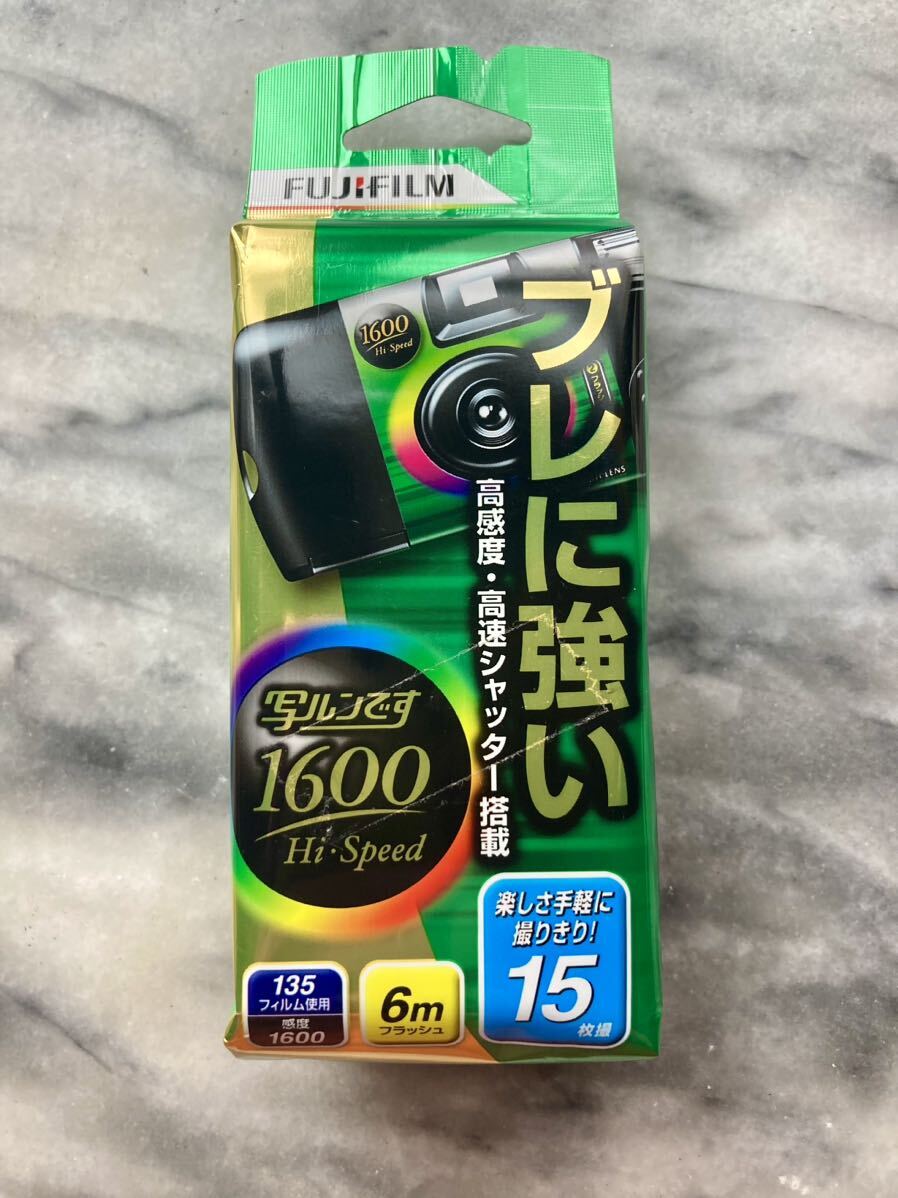 FUJIFILM
1600
Hi・Speed
LENS
ブレに強い
高感度・高速シャッター搭載
写ルンです
1600
Hi・Speed
楽しさ手軽に
撮りきり!
15
枚撮
135
フィルム使用
感度
1600
6m
フラッシュ